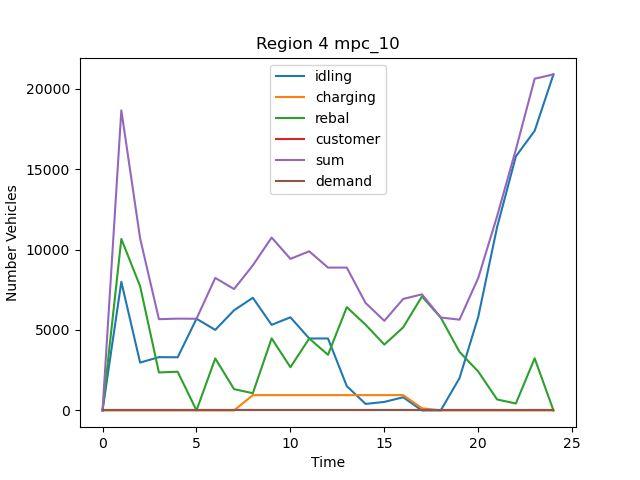 Region 4 mpc_10
idling
charging
rebal
customer
sum
demand
20000
15000
10000
5000
0
Number Vehicles
0 5 10 15 20 25
Time